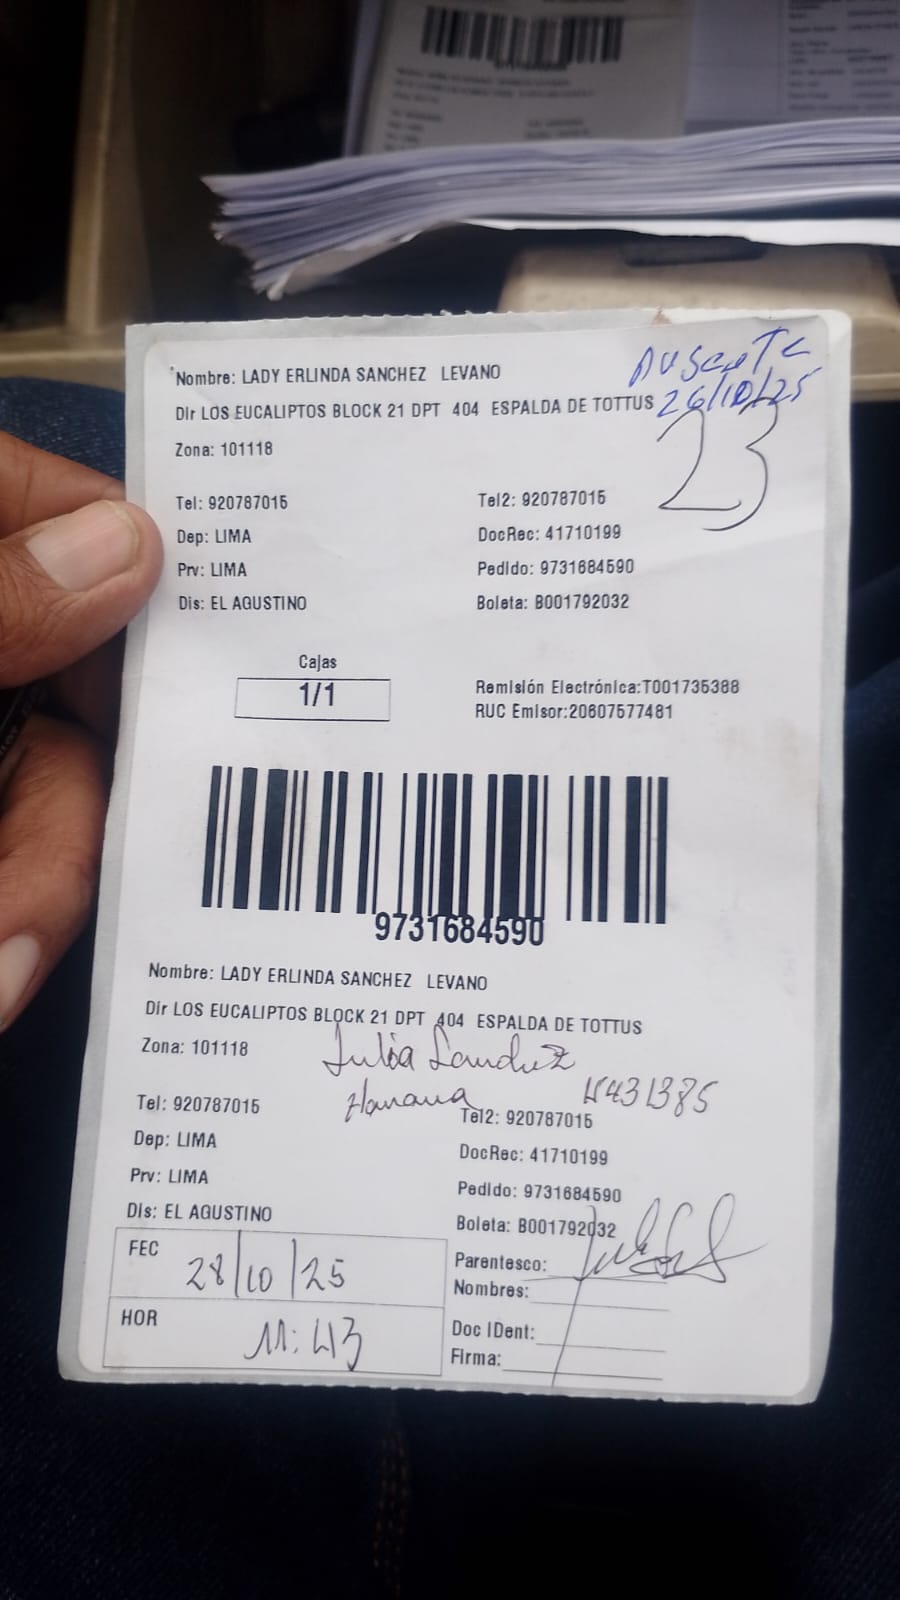 Nombre: LADY ERLINDA SANCHEZ LEVANO
Ausente
26/10/25
Dir LOS EUCALIPTOS BLOCK 21 DPT 404 ESPALDA DE TOTTUS
23
Zona: 101118
Tel: 920787015 Tel2: 920787015
Dep: LIMA DocRec: 41710199
Prv: LIMA Pedido: 9731684590
Dis: EL AGUSTINO Boleta: B001792032
Cajas
1/1
Remisión Electrónica:T001735388
RUC Emisor:20607577481
9731684590
Nombre: LADY ERLINDA SANCHEZ LEVANO
Dir LOS EUCALIPTOS BLOCK 21 DPT 404 ESPALDA DE TOTTUS
Zona: 101118
Julia Sanchez
Hamana
Tel: 920787015 Tel2: 920787015
Dep: LIMA DocRec: 41710199
Prv: LIMA Pedido: 9731684590
Dis: EL AGUSTINO Boleta: B001792032
FEC 28/10/25
Parentesco:
Nombres:
HOR 11:43
Doc IDent:
Firma: